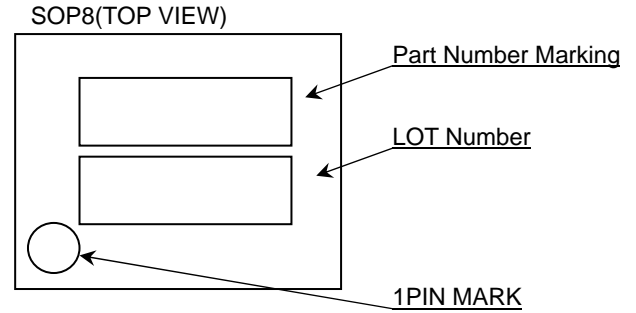 SOP8(TOP VIEW)
Part Number Marking
LOT Number
1PIN MARK